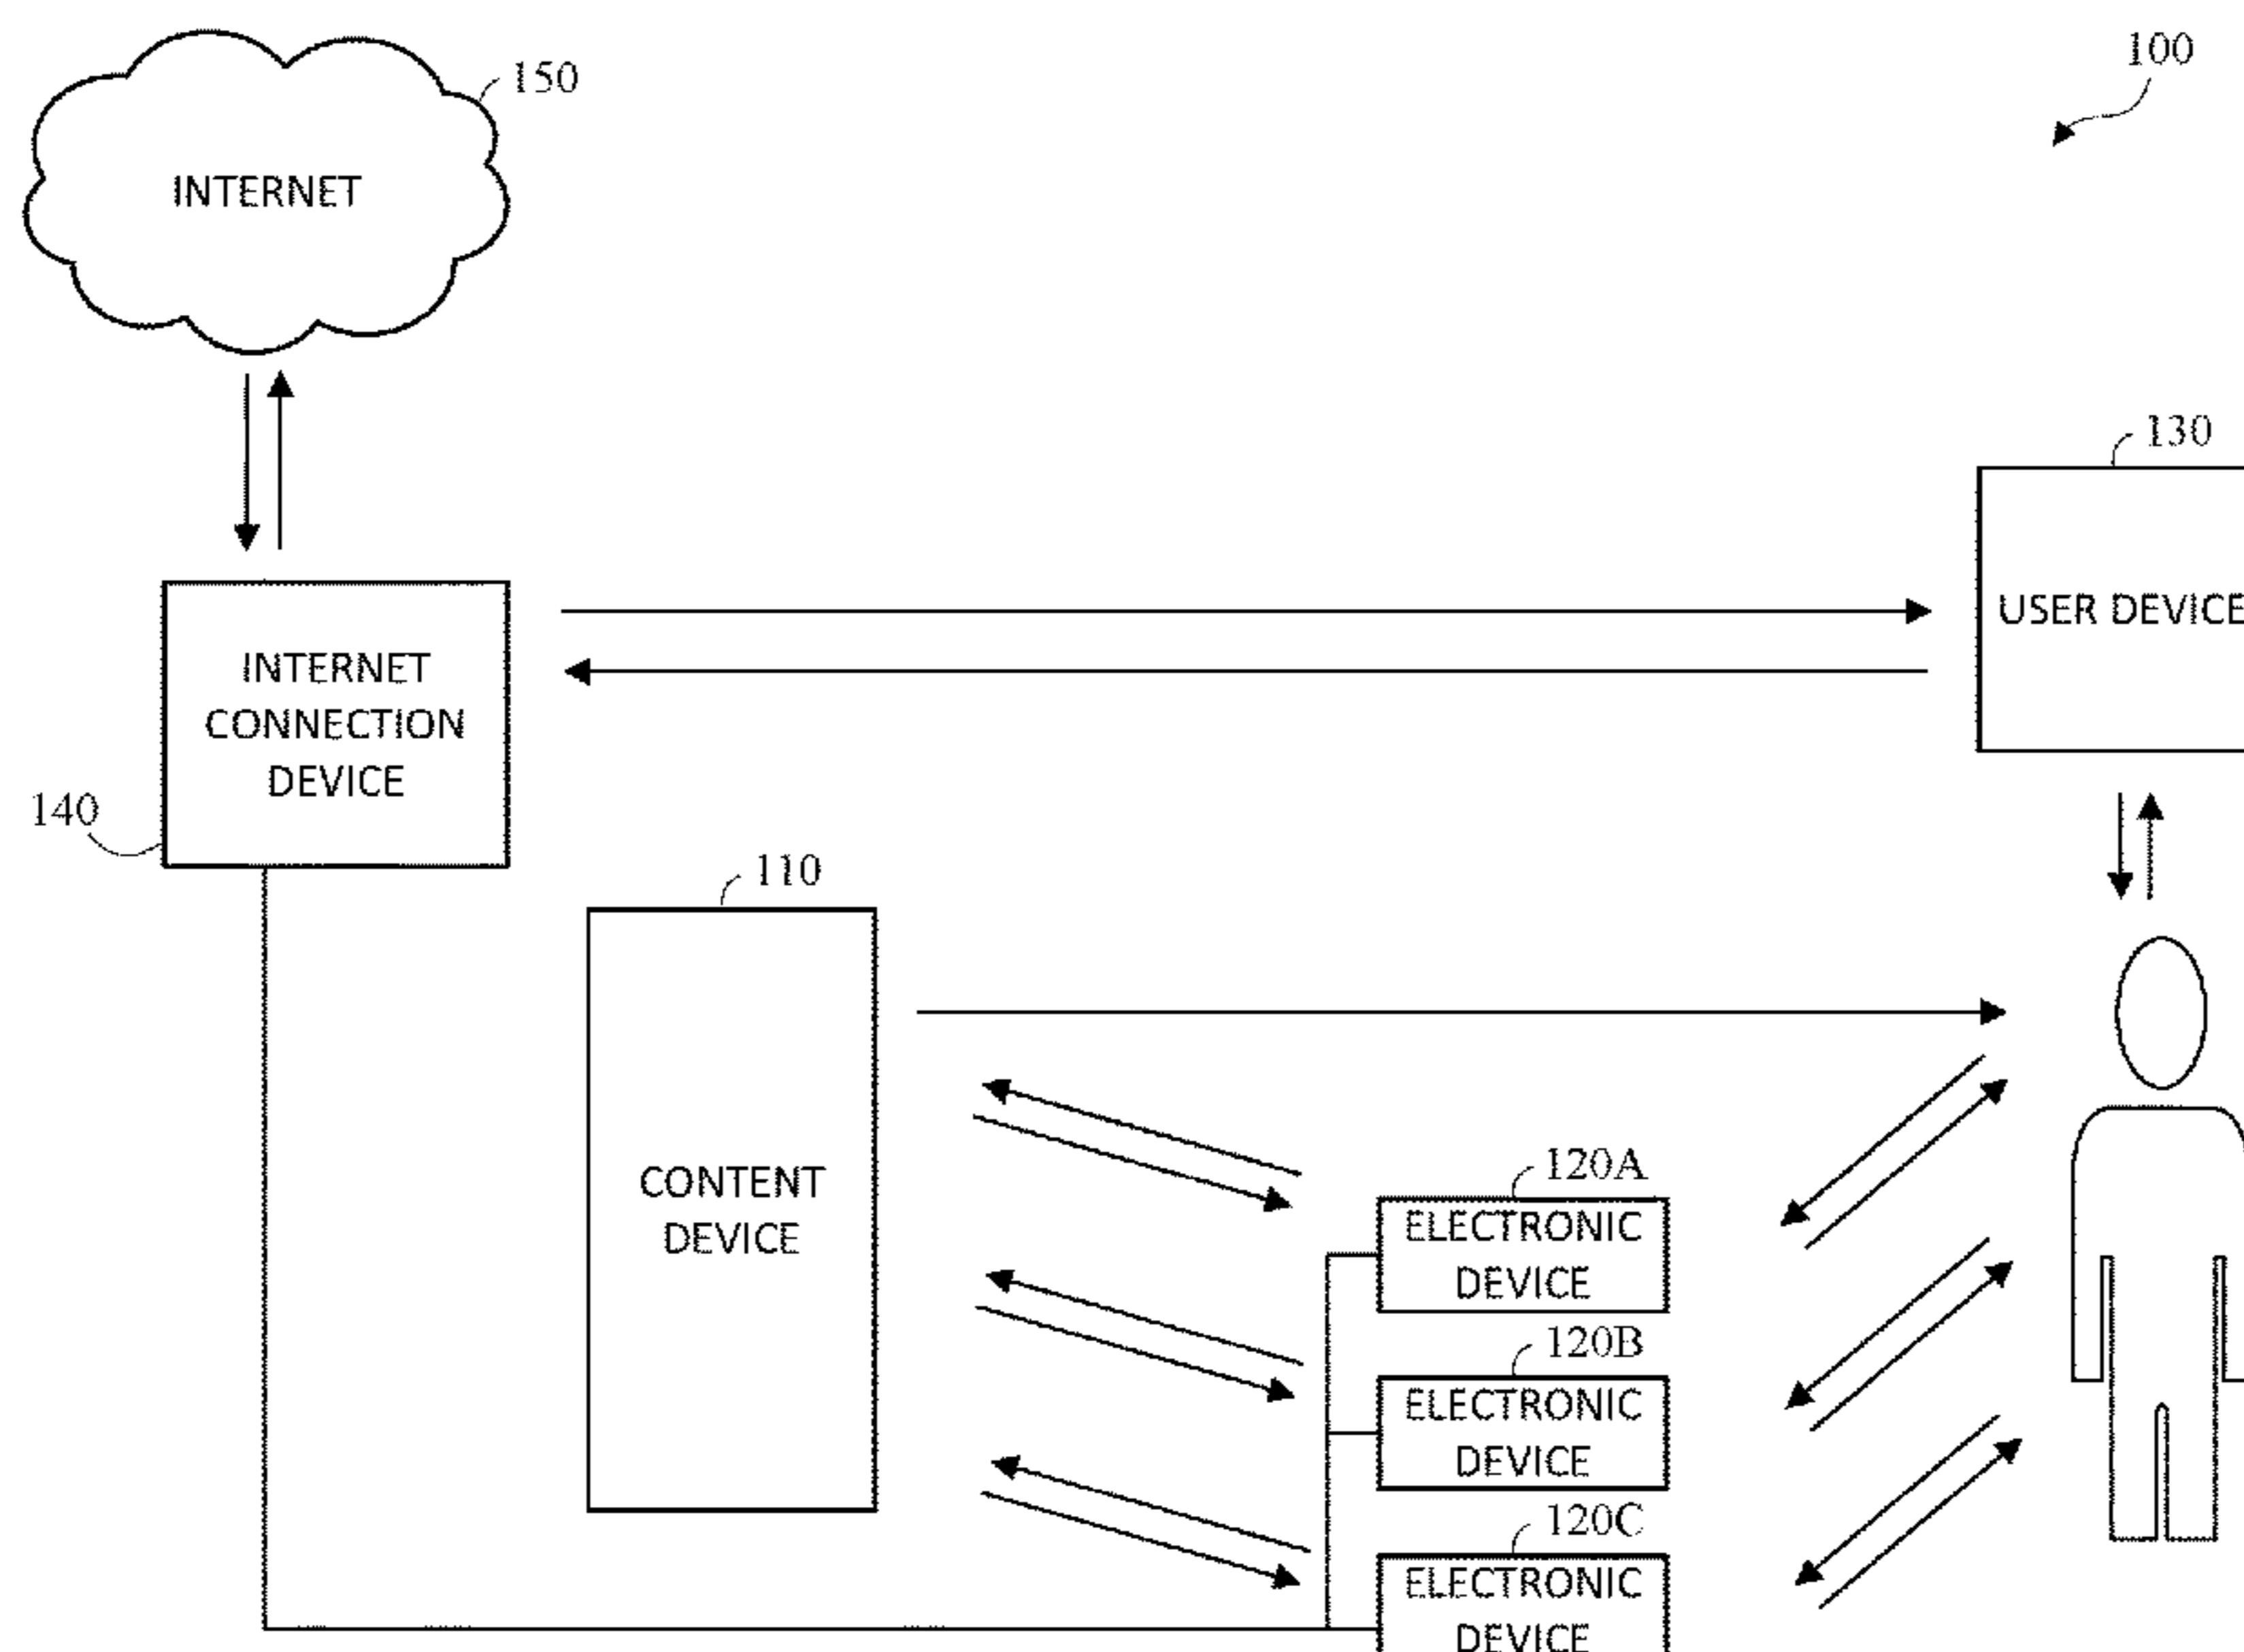 150
100
INTERNET
130
USER DEVICE
INTERNET
CONNECTION
DEVICE
140
110
CONTENT
DEVICE
120A
ELECTRONIC
DEVICE
120B
ELECTRONIC
DEVICE
120C
ELECTRONIC
DEVICE